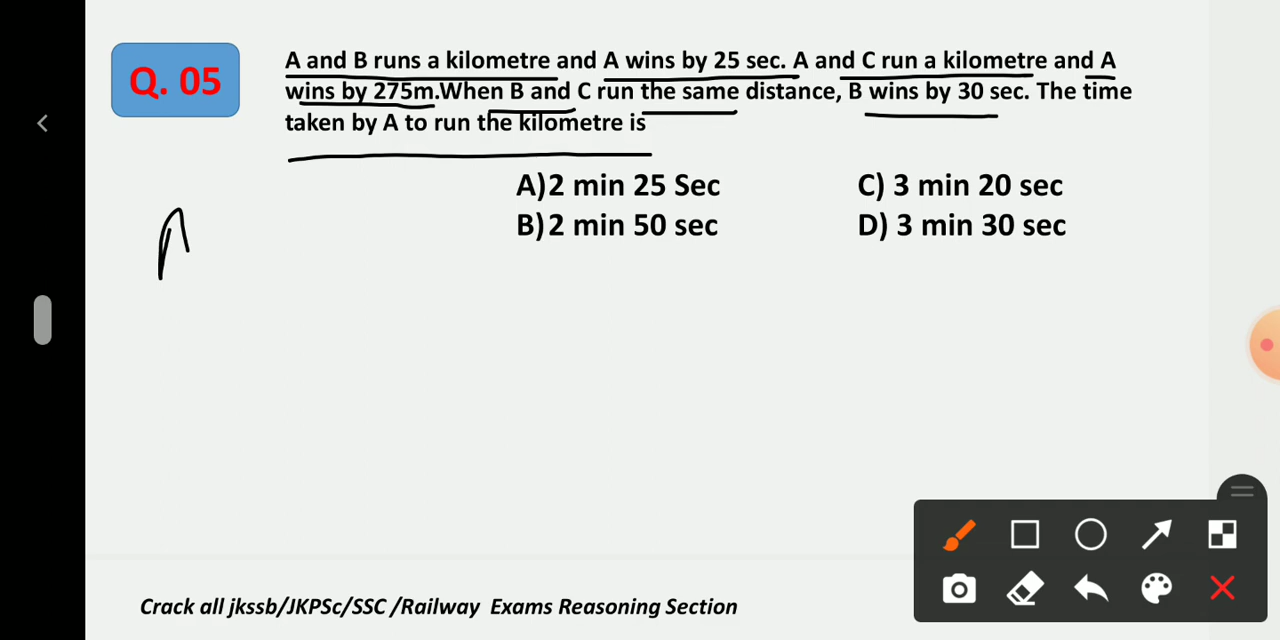 Q. 05
A and B runs a kilometre and A wins by 25 sec. A and C run a kilometre and A
wins by 275m.When B and C run the same distance, B wins by 30 sec. The time
taken by A to run the kilometre is
A)2 min 25 Sec
C) 3 min 20 sec
B)2 min 50 sec
D) 3 min 30 sec
Crack all jkssb/JKPSc/SSC /Railway Exams Reasoning Section